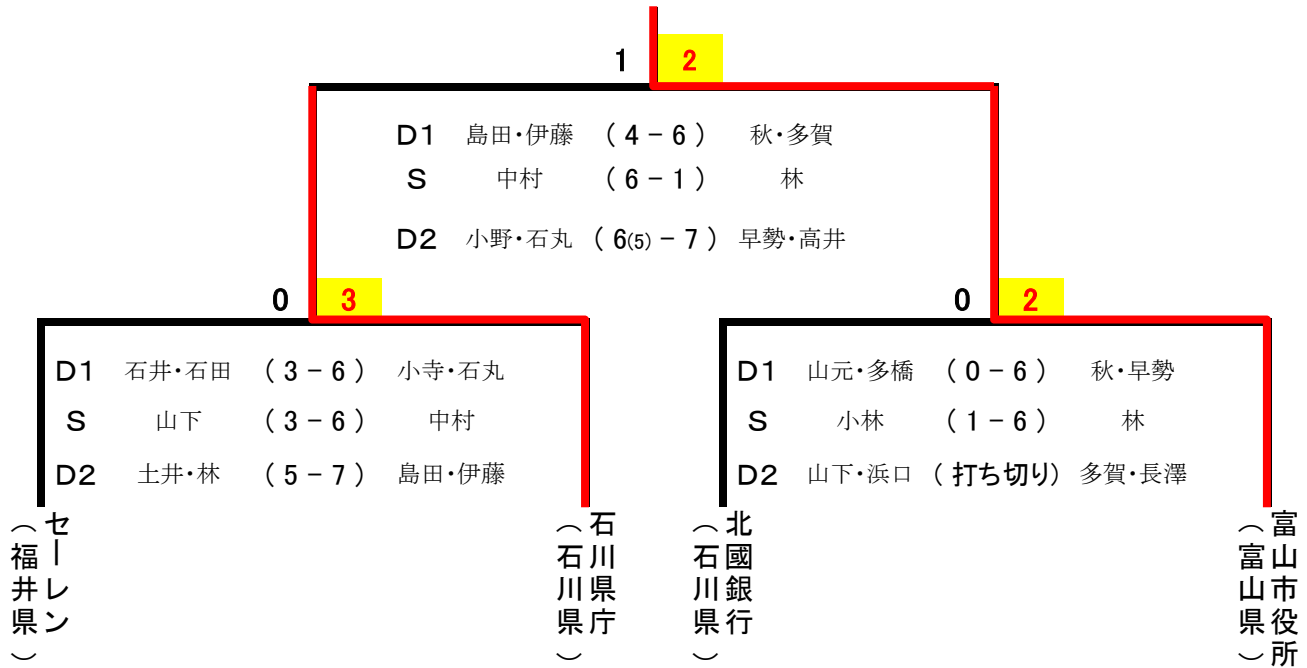 1 2
D1 島田・伊藤 ( 4 - 6 ) 秋・多賀
S 中村 ( 6 - 1 ) 林
D2 小野・石丸 ( 6(5) - 7 ) 早勢・高井
0 3
0 2
D1 石井・石田 ( 3 - 6 ) 小寺・石丸
S 山下 ( 3 - 6 ) 中村
D2 土井・林 ( 5 - 7 ) 島田・伊藤
D1 山元・多橋 ( 0 - 6 ) 秋・早勢
S 小林 ( 1 - 6 ) 林
D2 山下・浜口 ( 打ち切り) 多賀・長澤
セーレン
(福井県)
石川県庁
(石川県)
北國銀行
(石川県)
富山市役所
(富山県)